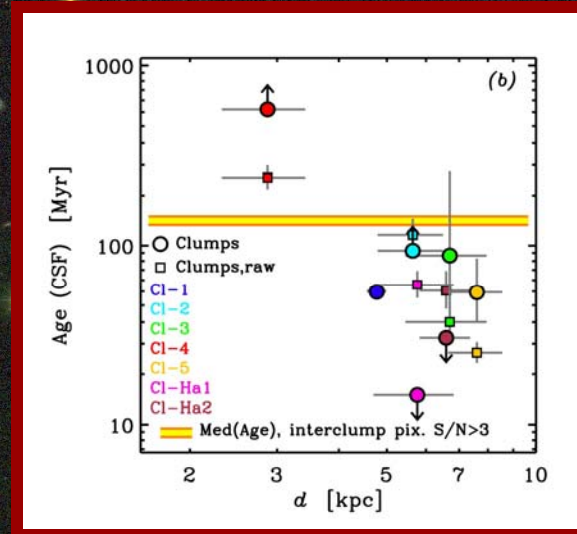 (b)
1000
100
10
Age (CSF) [Myr]
Clumps
Clumps,raw
Cl-1
Cl-2
Cl-3
Cl-4
Cl-5
Cl-Ha1
Cl-Ha2
Med(Age), interclump pix. S/N>3
2 3 5 7 10
d [kpc]